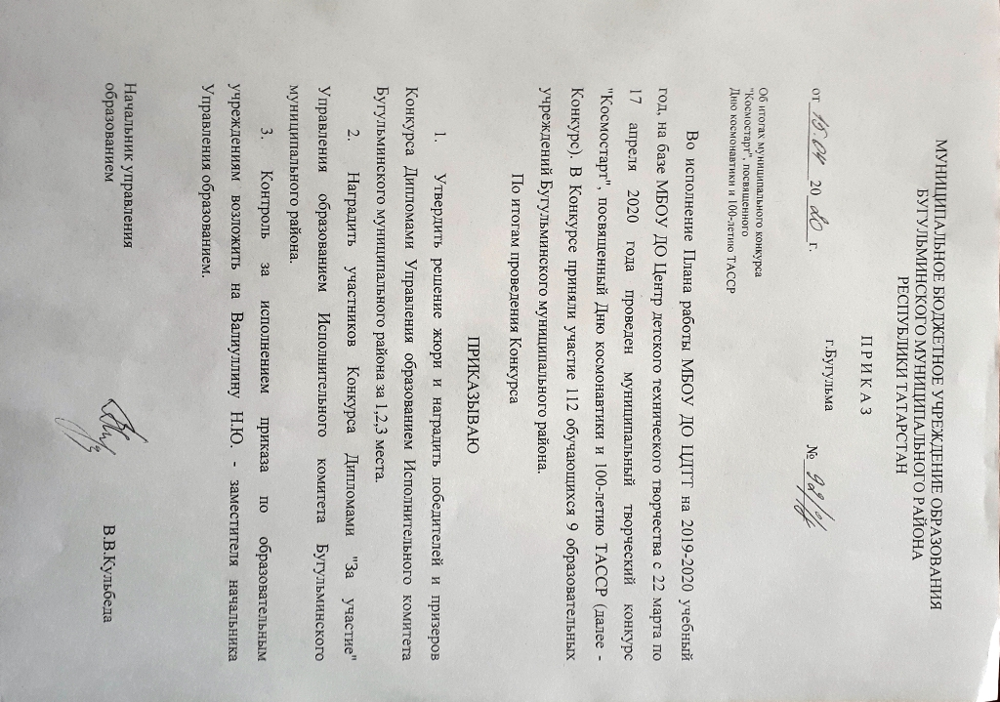 МУНИЦИПАЛЬНОЕ БЮДЖЕТНОЕ УЧРЕЖДЕНИЕ ОБРАЗОВАНИЯ
БУГУЛЬМИНСКОГО МУНИЦИПАЛЬНОГО РАЙОНА
РЕСПУБЛИКИ ТАТАРСТАН
П Р И К А З
от 15.04 20 20 г. г.Бугульма № 92/
Об итогах муниципального конкурса
"Космостарт", посвященного
Дню космонавтики и 100-летию ТАССР
Во исполнение Плана работы МБОУ ДО ЦДТТ на 2019-2020 учебный
год, на базе МБОУ ДО Центр детского технического творчества с 22 марта по
17 апреля 2020 года проведен муниципальный творческий конкурс
"Космостарт", посвященный Дню космонавтики и 100-летию ТАССР (далее -
Конкурс). В Конкурсе приняли участие 112 обучающихся 9 образовательных
учреждений Бугульминского муниципального района.
По итогам проведения Конкурса
ПРИКАЗЫВАЮ
1. Утвердить решение жюри и наградить победителей и призеров
Конкурса Дипломами Управления образованием Исполнительного комитета
Бугульминского муниципального района за 1,2,3 места.
2. Наградить участников Конкурса Дипломами "За участие"
Управления образованием Исполнительного комитета Бугульминского
муниципального района.
3. Контроль за исполнением приказа по образовательным
учреждениям возложить на Валиуллину Н.Ю. - заместителя начальника
Управления образованием.
Начальник управления
образованием В.В.Кульбеда